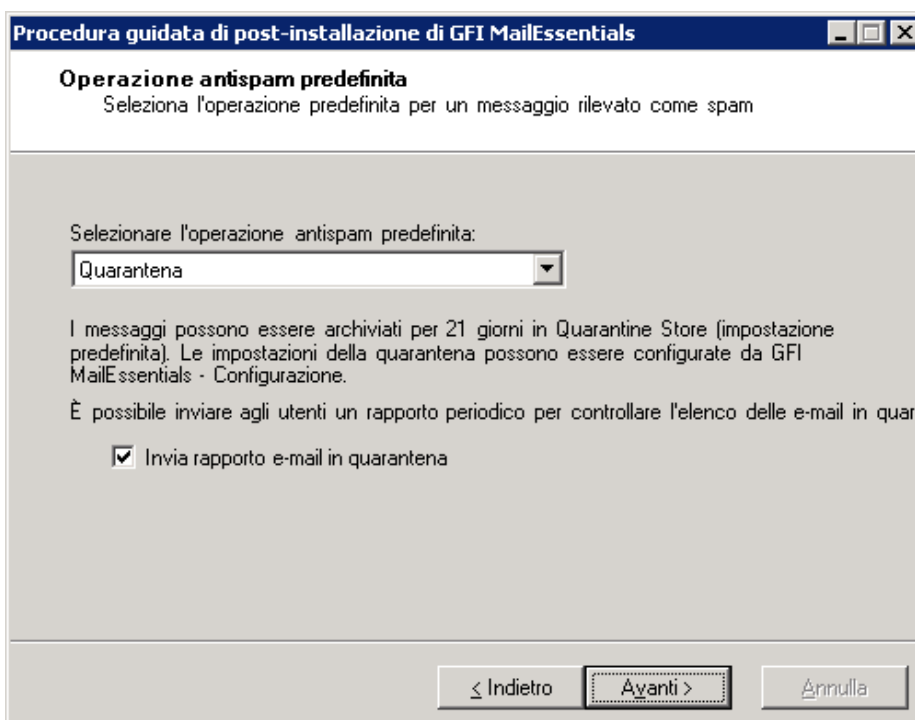 Procedura guidata di post-installazione di GFI MailEssentials
Operazione antispam predefinita
Seleziona l'operazione predefinita per un messaggio rilevato come spam
Selezionare l'operazione antispam predefinita:
Quarantena
I messaggi possono essere archiviati per 21 giorni in Quarantine Store (impostazione
predefinita). Le impostazioni della quarantena possono essere configurate da GFI
MailEssentials - Configurazione.
È possibile inviare agli utenti un rapporto periodico per controllare l'elenco delle e-mail in quar
Invia rapporto e-mail in quarantena
< Indietro
Avanti >
Annulla